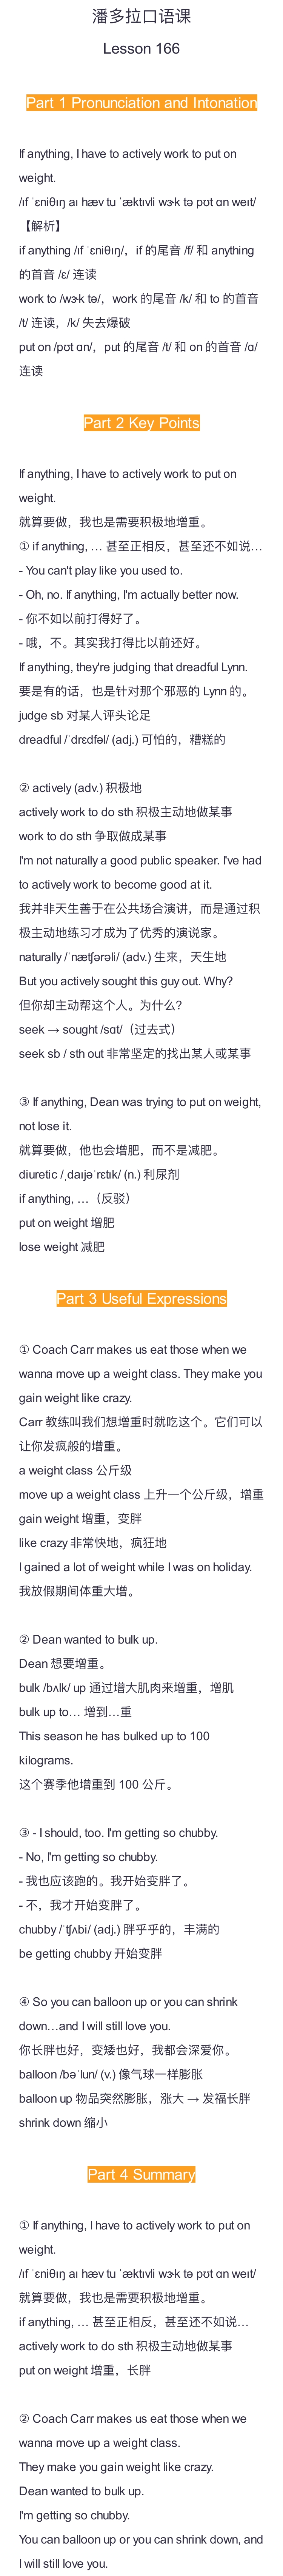 潘多拉口语课
Lesson 166
Part 1 Pronunciation and Intonation
If anything, I have to actively work to put on
weight.
/ɪf ˈɛniθɪŋ aɪ hæv tu ˈæktɪvli wɝk tə pʊt ɑn weɪt/
【解析】
if anything /ɪf ˈɛniθɪŋ/，if 的尾音 /f/ 和 anything
的首音 /ɛ/ 连读
work to /wɝk tə/，work 的尾音 /k/ 和 to 的首音
/t/ 连读，/k/ 失去爆破
put on /pʊt ɑn/，put 的尾音 /t/ 和 on 的首音 /ɑ/
连读
Part 2 Key Points
If anything, I have to actively work to put on
weight.
就算要做，我也是需要积极地增重。
① if anything, … 甚至正相反，甚至还不如说…
- You can't play like you used to.
- Oh, no. If anything, I'm actually better now.
- 你不如以前打得好了。
- 哦，不。其实我打得比以前还好。
If anything, they're judging that dreadful Lynn.
要是有的话，也是针对那个邪恶的 Lynn 的。
judge sb 对某人评头论足
dreadful /ˈdrɛdfəl/ (adj.) 可怕的，糟糕的
② actively (adv.) 积极地
actively work to do sth 积极主动地做某事
work to do sth 争取做成某事
I'm not naturally a good public speaker. I've had
to actively work to become good at it.
我并非天生善于在公共场合演讲，而是通过积
极主动地练习才成为了优秀的演说家。
naturally /ˈnætʃərəli/ (adv.) 生来，天生地
But you actively sought this guy out. Why?
但你却主动帮这个人。为什么?
seek → sought /sɑt/（过去式）
seek sb / sth out 非常坚定的找出某人或某事
③ If anything, Dean was trying to put on weight,
not lose it.
就算要做，他也会增肥，而不是减肥。
diuretic /ˌdaɪjəˈrɛtɪk/ (n.) 利尿剂
if anything, …（反驳）
put on weight 增肥
lose weight 减肥
Part 3 Useful Expressions
① Coach Carr makes us eat those when we
wanna move up a weight class. They make you
gain weight like crazy.
Carr 教练叫我们想增重时就吃这个。它们可以
让你发疯般的增重。
a weight class 公斤级
move up a weight class 上升一个公斤级，增重
gain weight 增重，变胖
like crazy 非常快地，疯狂地
I gained a lot of weight while I was on holiday.
我放假期间体重大增。
② Dean wanted to bulk up.
Dean 想要增重。
bulk /bʌlk/ up 通过增大肌肉来增重，增肌
bulk up to… 增到…重
This season he has bulked up to 100
kilograms.
这个赛季他增重到 100 公斤。
③ - I should, too. I'm getting so chubby.
- No, I'm getting so chubby.
- 我也应该跑的。我开始变胖了。
- 不，我才开始变胖了。
chubby /ˈtʃʌbi/ (adj.) 胖乎乎的，丰满的
be getting chubby 开始变胖
④ So you can balloon up or you can shrink
down…and I will still love you.
你长胖也好，变矮也好，我都会深爱你。
balloon /bəˈlun/ (v.) 像气球一样膨胀
balloon up 物品突然膨胀，涨大 → 发福长胖
shrink down 缩小
Part 4 Summary
① If anything, I have to actively work to put on
weight.
/ɪf ˈɛniθɪŋ aɪ hæv tu ˈæktɪvli wɝk tə pʊt ɑn weɪt/
就算要做，我也是需要积极地增重。
if anything, … 甚至正相反，甚至还不如说…
actively work to do sth 积极主动地做某事
put on weight 增重，长胖
② Coach Carr makes us eat those when we
wanna move up a weight class.
They make you gain weight like crazy.
Dean wanted to bulk up.
I'm getting so chubby.
You can balloon up or you can shrink down, and
I will still love you.